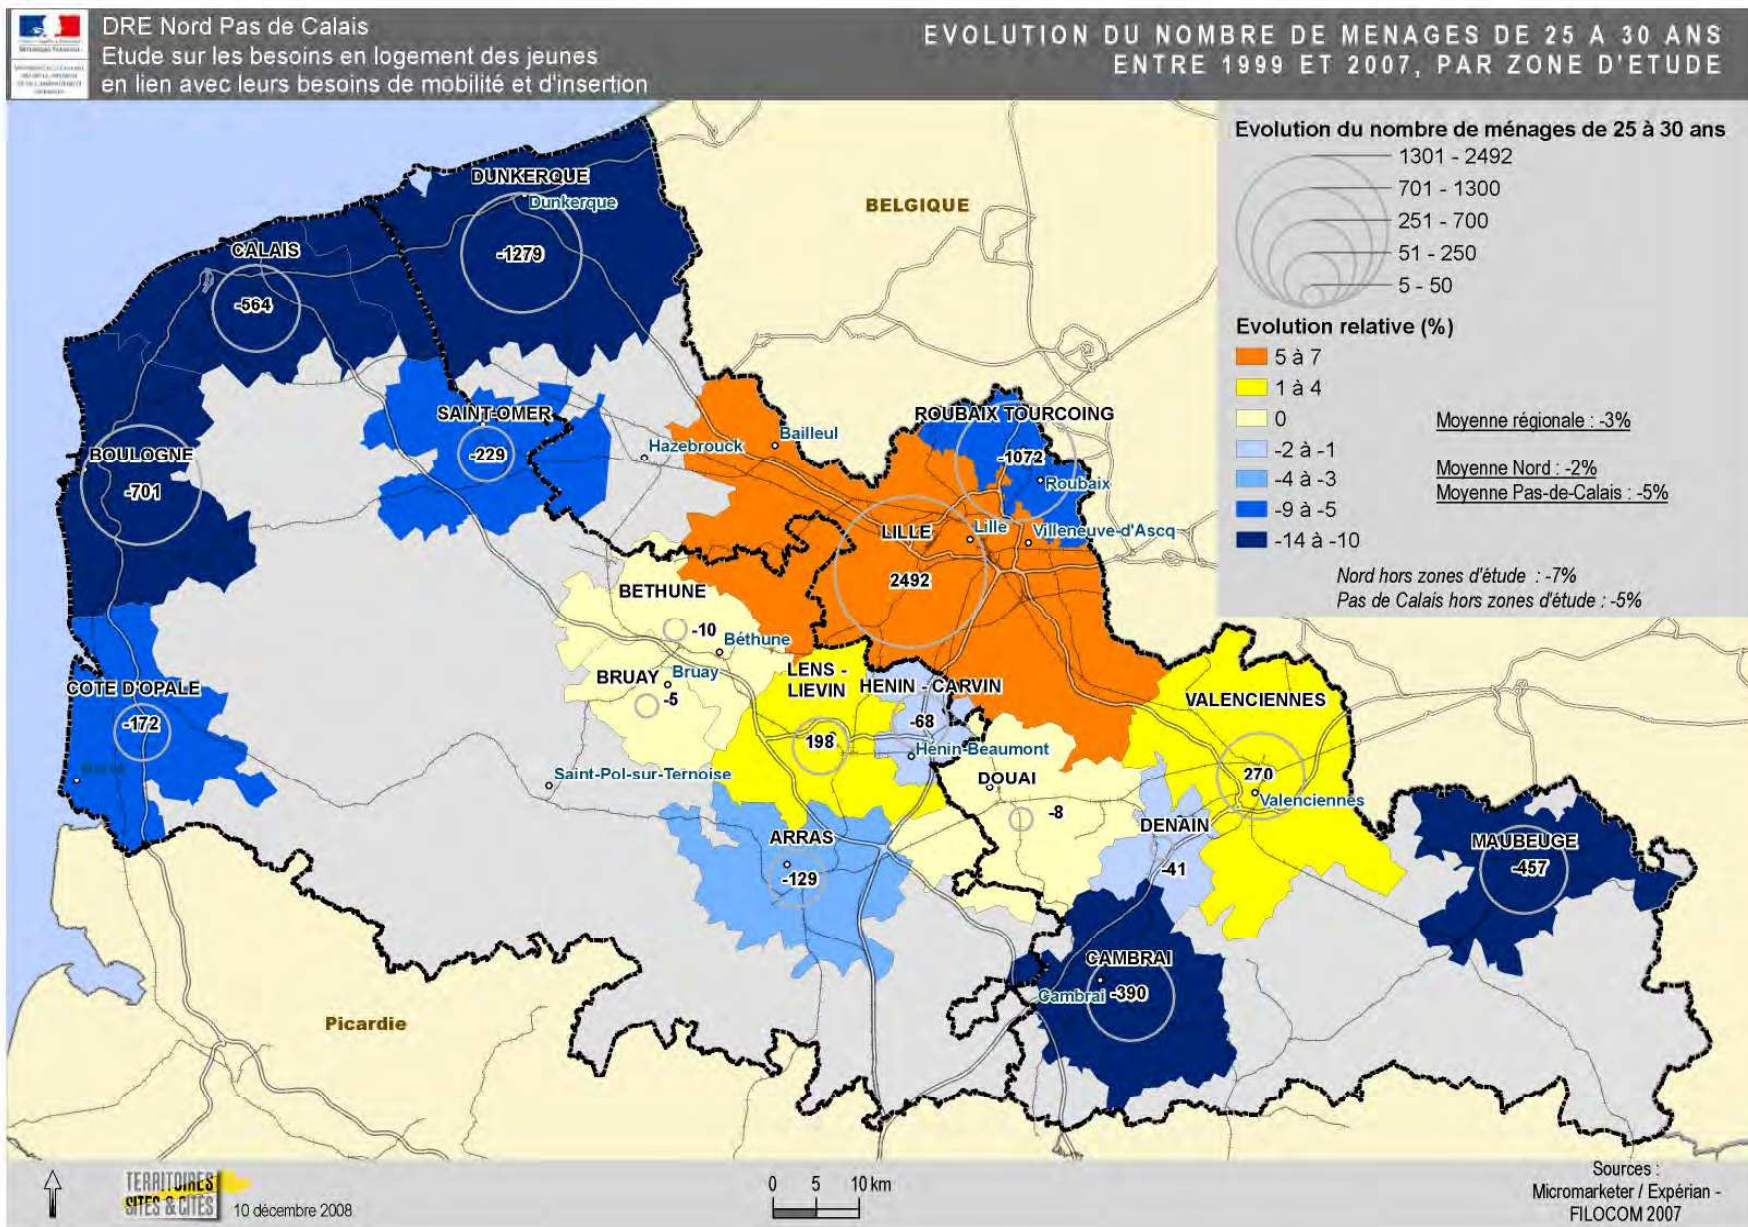 DRE Nord Pas de Calais
Etude sur les besoins en logement des jeunes
en lien avec leurs besoins de mobilité et d'insertion
EVOLUTION DU NOMBRE DE MENAGES DE 25 A 30 ANS
ENTRE 1999 ET 2007, PAR ZONE D'ETUDE
Evolution du nombre de ménages de 25 à 30 ans
1301 - 2492
701 - 1300
251 - 700
51 - 250
5 - 50
Evolution relative (%)
5 à 7
1 à 4
0
-2 à -1
-4 à -3
-9 à -5
-14 à -10
Moyenne régionale : -3%
Moyenne Nord : -2%
Moyenne Pas-de-Calais : -5%
Nord hors zones d'étude : -7%
Pas de Calais hors zones d'étude : -5%
DUNKERQUE
Dunkerque
-1279
BELGIQUE
CALAIS
-564
SAINT-OMER
-229
Hazebrouck
Bailleul
ROUBAIX TOURCOING
-1072
Roubaix
BOULOGNE
-701
LILLE
Lille
Villeneuve-d'Ascq
2492
BETHUNE
-10
Béthune
BRUAY
Bruay
-5
LENS -
LIEVIN
198
HENIN - CARVIN
-68
Hénin-Beaumont
COTE D'OPALE
-172
Saint-Pol-sur-Ternoise
VALENCIENNES
270
Valenciennes
DOUAI
-8
DENAIN
-41
ARRAS
-129
MAUBEUGE
-457
CAMBRAI
Cambrai
-390
Picardie
TERRITOIRES
SITES & CITÉS
10 décembre 2008
0 5 10 km
Sources :
Micromarketer / Expérian -
FILOCOM 2007